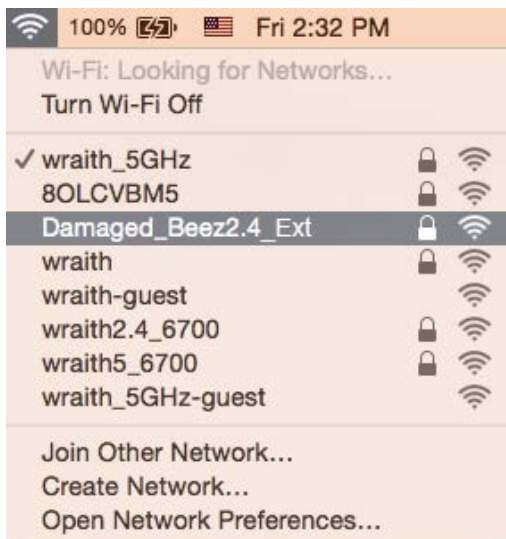 100% Fri 2:32 PM
Wi-Fi: Looking for Networks...
Turn Wi-Fi Off
wraith_5GHz
8OLCVBM5
Damaged_Beez2.4_Ext
wraith
wraith-guest
wraith2.4_6700
wraith5_6700
wraith_5GHz-guest
Join Other Network...
Create Network...
Open Network Preferences...